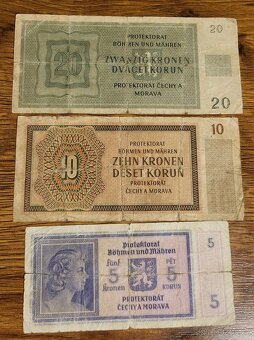 20
PROTEKTORAT
BÖHMEN UND MÄHREN
20
ZWANZIG KRONEN
DVACET KORUN
PROTEKTORÁT ČECHY A
MORAVA
20
10
PROTEKTORAT
BÖHMEN UND MÄHREN
10
ZEHN KRONEN
DESET KORUN
PROTEKTORÁT
ČECHY A MORAVA
Protektorat
Böhmen und Mähren
5
fünf
PĚT
5
5
Kronen
KORUN
PROTEKTORÁT
ČECHY A MORAVA
5